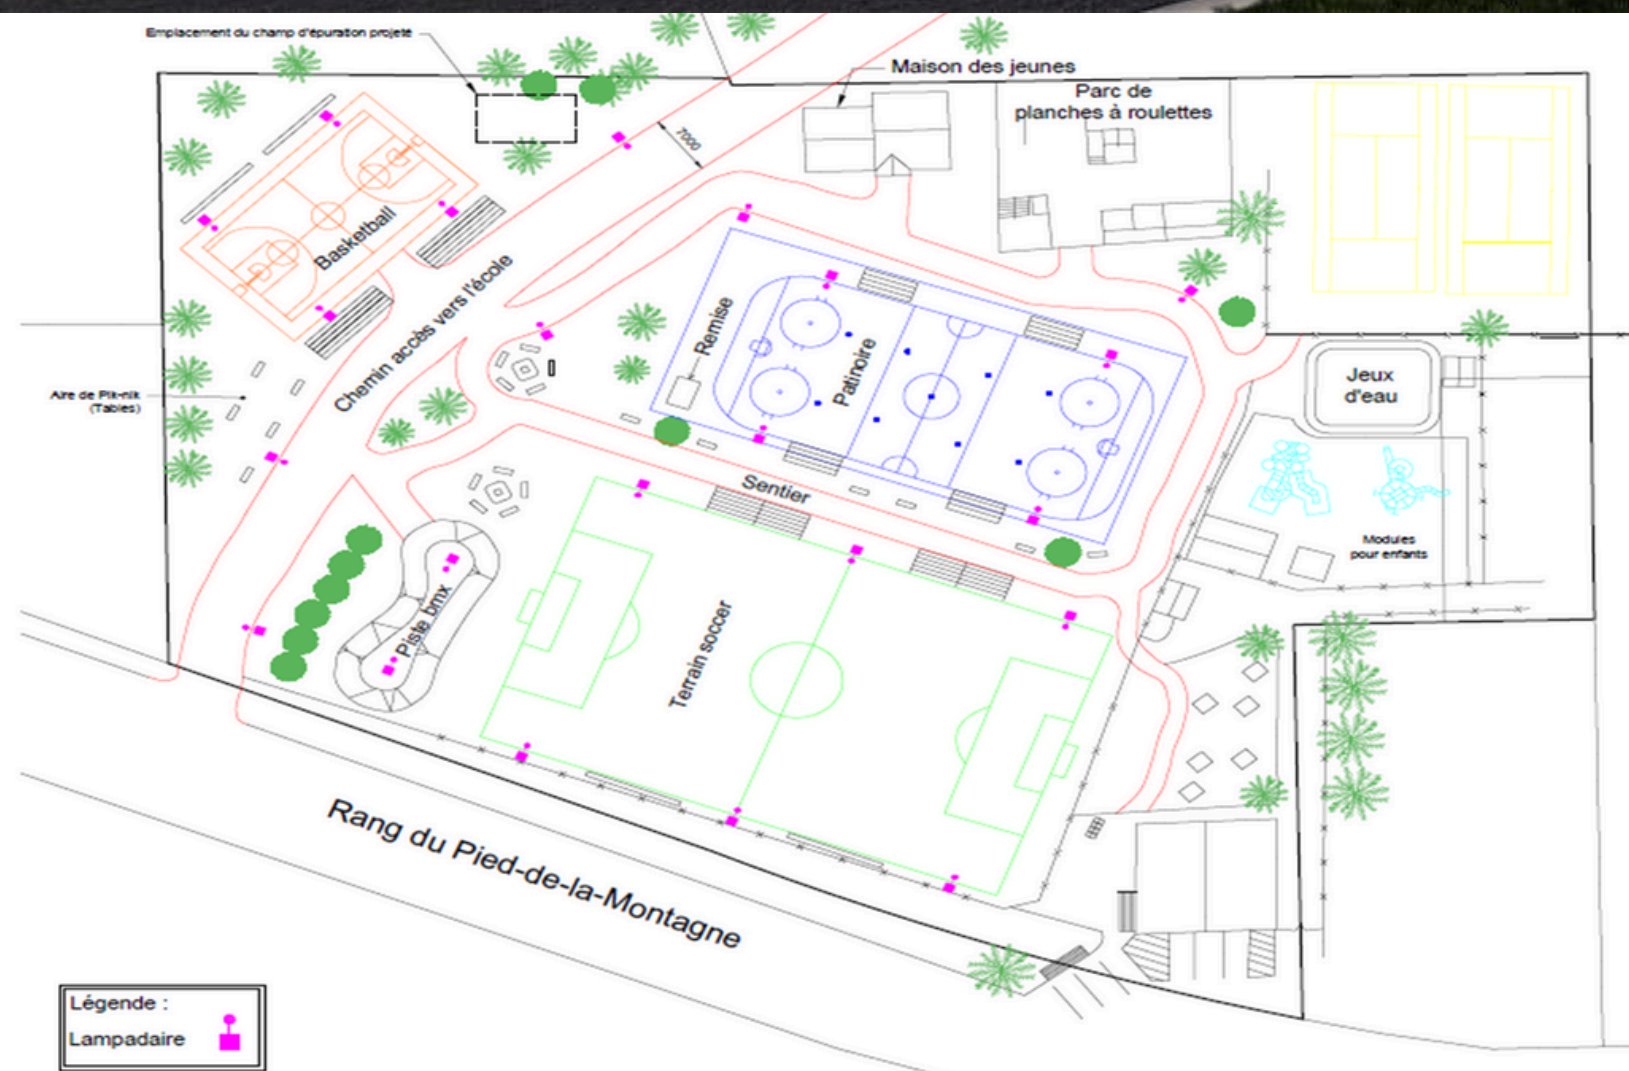 Emplacement du champ d'épuration projeté
Maison des jeunes
Parc de
planches à roulettes
7000
Basketball
Chemin accès vers l'école
Remise
Patinoire
Jeux
d'eau
Aire de Pik-nik
(Tables)
Sentier
Modules
pour enfants
Piste bmx
Terrain soccer
Rang du Pied-de-la-Montagne
Légende :
Lampadaire